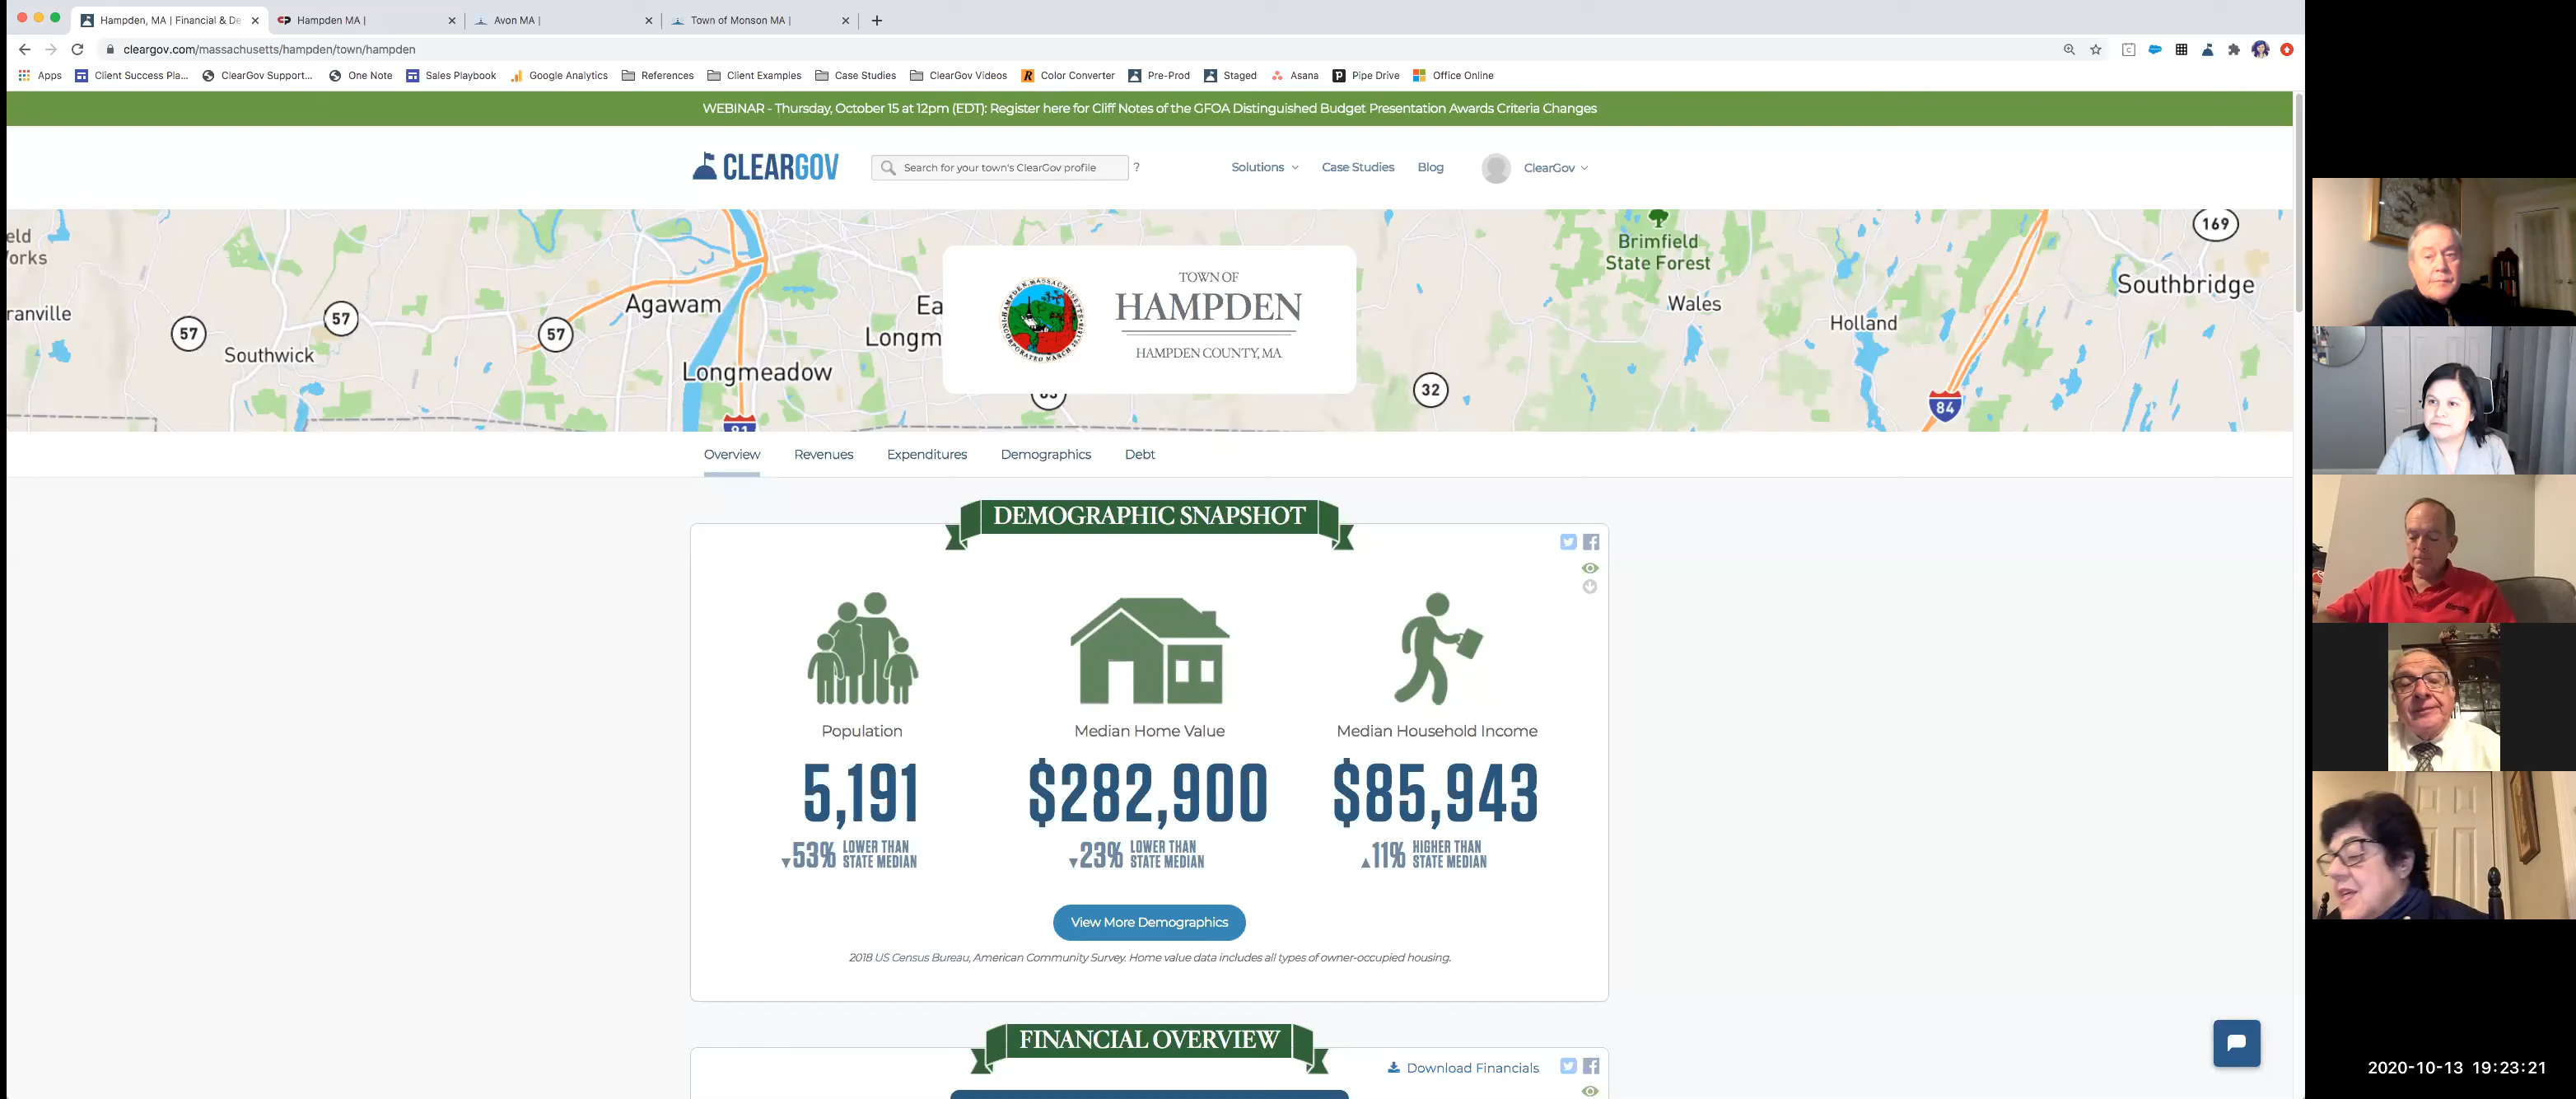 Hampden, MA | Financial & De
Hampden MA |
Avon MA |
Town of Monson MA |
cleargov.com/massachusetts/hampden/town/hampden
Apps
Client Success Pla...
ClearGov Support...
One Note
Sales Playbook
Google Analytics
References
Client Examples
Case Studies
ClearGov Videos
Color Converter
Pre-Prod
Staged
Asana
Pipe Drive
Office Online
WEBINAR - Thursday, October 15 at 12pm (EDT): Register here for Cliff Notes of the GFOA Distinguished Budget Presentation Awards Criteria Changes
CLEARGOV
Search for your town's ClearGov profile
?
Solutions
Case Studies
Blog
ClearGov
eld
orks
ranville
57
Southwick
57
57
Agawam
Longmeadow
91
Ea
Longm
TOWN OF
HAMPDEN
HAMPDEN COUNTY, MA
HAMPDEN, MASSACHUSETTS
INCORPORATED MARCH
83
32
Brimfield
State Forest
Wales
Holland
84
169
Southbridge
Overview
Revenues
Expenditures
Demographics
Debt
DEMOGRAPHIC SNAPSHOT
Population
5,191
53% LOWER THAN
STATE MEDIAN
Median Home Value
$282,900
23% LOWER THAN
STATE MEDIAN
Median Household Income
$85,943
11% HIGHER THAN
STATE MEDIAN
View More Demographics
2018 US Census Bureau, American Community Survey. Home value data includes all types of owner-occupied housing.
FINANCIAL OVERVIEW
Download Financials
2020-10-13 19:23:21